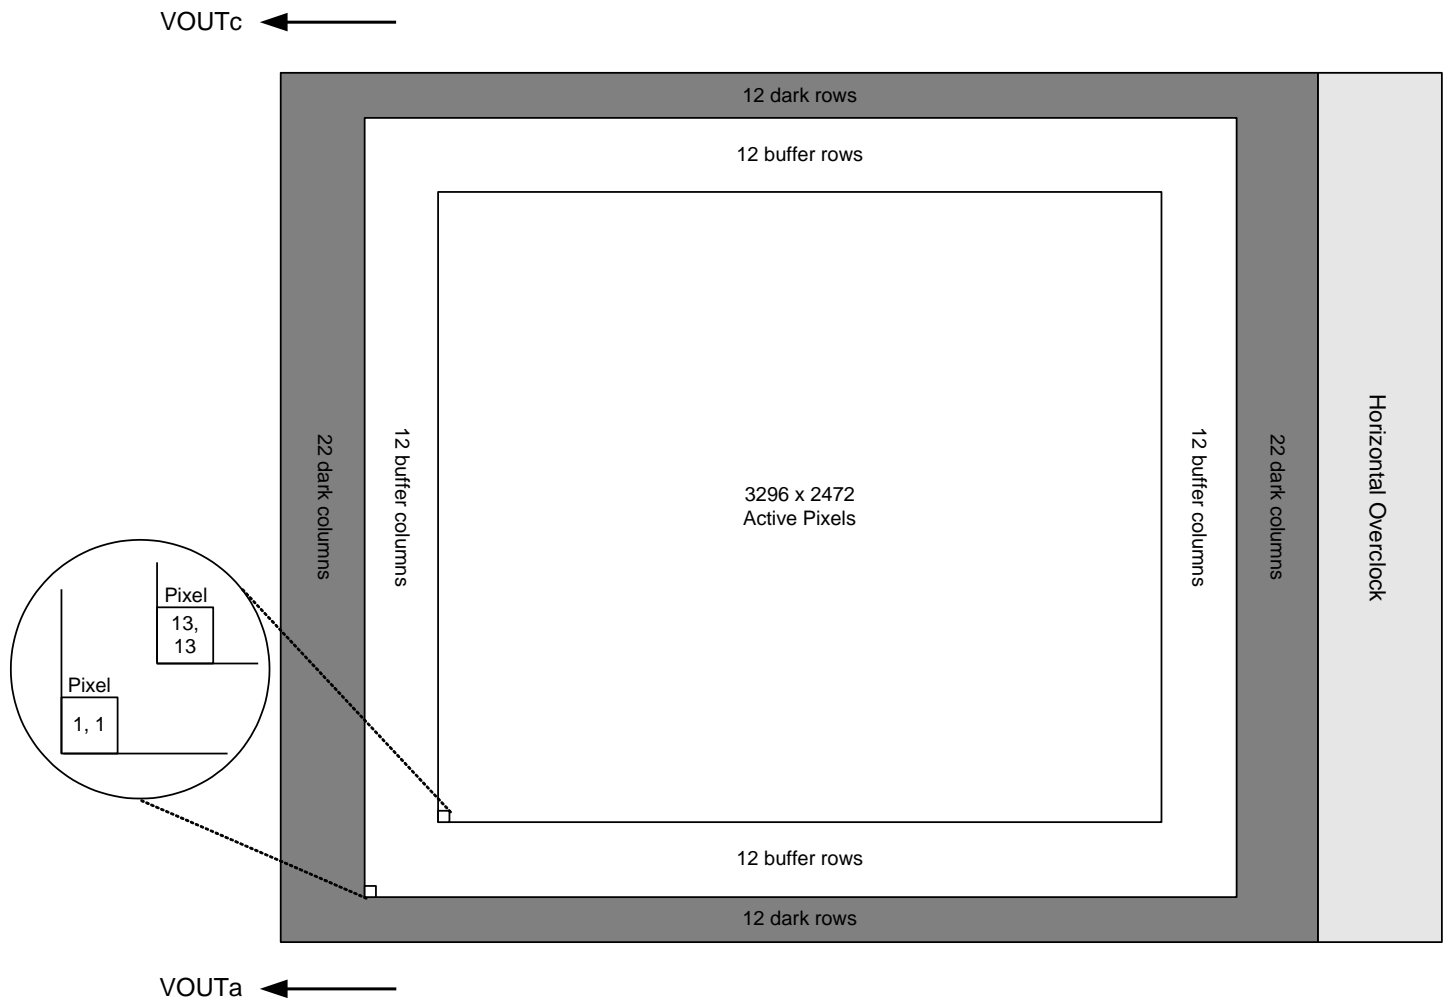 VOUTc
12 dark rows
12 buffer rows
22 dark columns
12 buffer columns
3296 x 2472
Active Pixels
12 buffer columns
22 dark columns
Horizontal Overclock
Pixel
13,
13
Pixel
1, 1
12 buffer rows
12 dark rows
VOUTa